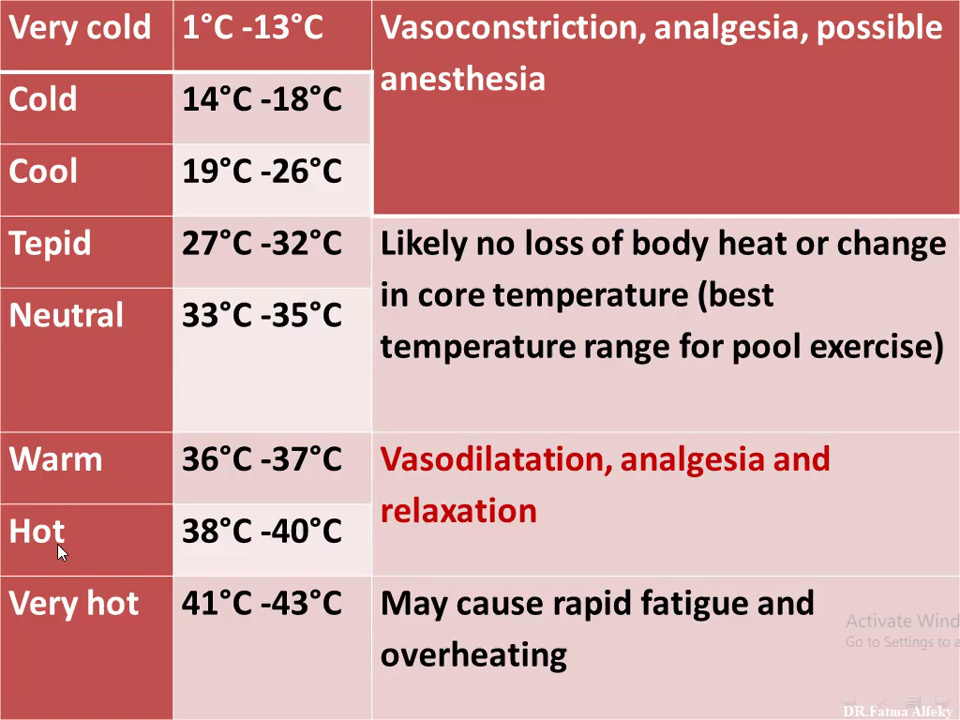 Very cold
1°C -13°C
Vasoconstriction, analgesia, possible
anesthesia
Cold
14°C -18°C
Cool
19°C -26°C
Tepid
27°C -32°C
Likely no loss of body heat or change
in core temperature (best
temperature range for pool exercise)
Neutral
33°C -35°C
Warm
36°C -37°C
Vasodilatation, analgesia and
relaxation
Hot
38°C -40°C
Very hot
41°C -43°C
May cause rapid fatigue and
overheating
Activate Wind
Go to Settings to a
DR.Fatma Alfeky